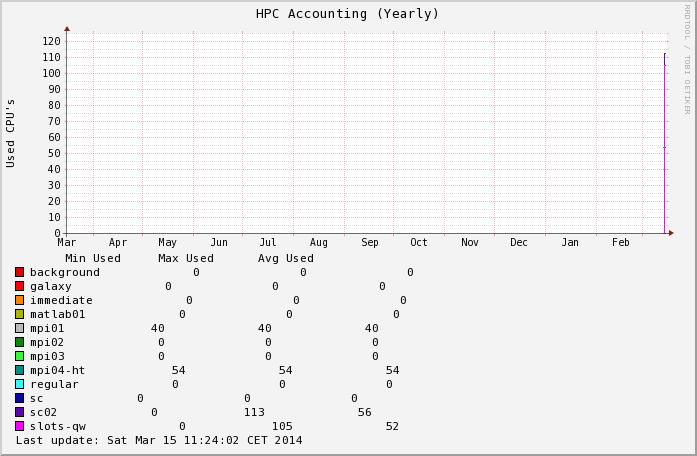 HPC Accounting (Yearly)
RRDTOOL / TOBI OETIKER
Used CPU's
120
110
100
90
80
70
60
50
40
30
20
10
0
Mar Apr May Jun Jul Aug Sep Oct Nov Dec Jan Feb
Min Used Max Used Avg Used
background 0 0 0
galaxy 0 0 0
immediate 0 0 0
matlab01 0 0 0
mpi01 40 40 40
mpi02 0 0 0
mpi03 0 0 0
mpi04-ht 54 54 54
regular 0 0 0
sc 0 0 0
sc02 0 113 56
slots-qw 0 105 52
Last update: Sat Mar 15 11:24:02 CET 2014